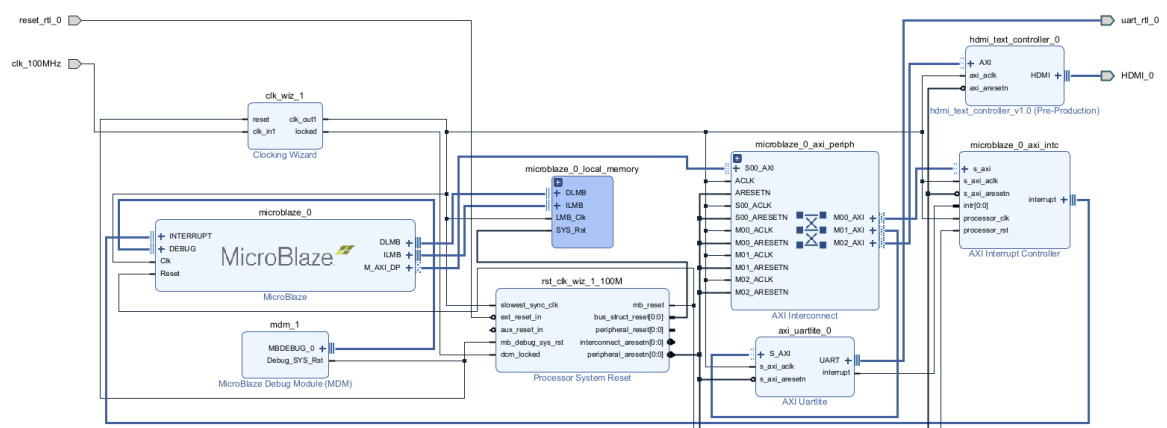 reset_rtl_0
clk_100MHz
uart_rtl_0
HDMI_0
hdmi_text_controller_0
AXI
axi_aclk
axi_aresetn
HDMI
hdmi_text_controller_v1.0 (Pre-Production)
clk_wiz_1
reset
clk_in1
clk_out1
locked
Clocking Wizard
microblaze_0_local_memory
DLMB
ILMB
LMB_Clk
SYS_Rst
microblaze_0_axi_periph
S00_AXI
ACLK
ARESETN
S00_ACLK
S00_ARESETN
M00_ACLK
M00_ARESETN
M01_ACLK
M01_ARESETN
M02_ACLK
M02_ARESETN
M00_AXI
M01_AXI
M02_AXI
AXI Interconnect
microblaze_0_axi_intc
s_axi
s_axi_aclk
s_axi_aresetn
intr[0:0]
processor_clk
processor_rst
interrupt
AXI Interrupt Controller
microblaze_0
INTERRUPT
DEBUG
Clk
Reset
MicroBlaze
DLMB
ILMB
M_AXI_DP
MicroBlaze
rst_clk_wiz_1_100M
slowest_sync_clk
ext_reset_in
aux_reset_in
mb_debug_sys_rst
dcm_locked
mb_reset
bus_struct_reset[0:0]
peripheral_reset[0:0]
interconnect_aresetn[0:0]
peripheral_aresetn[0:0]
Processor System Reset
mdm_1
MBDEBUG_0
Debug_SYS_Rst
MicroBlaze Debug Module (MDM)
axi_uartlite_0
S_AXI
s_axi_aclk
s_axi_aresetn
UART
interrupt
AXI Uartlite